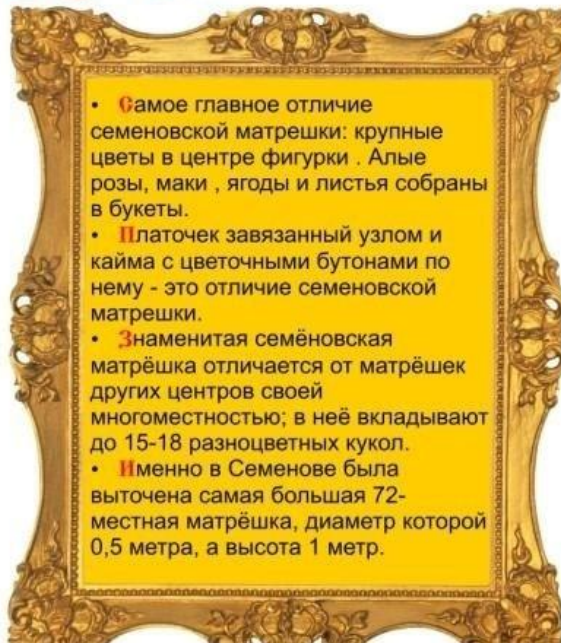 • Самое главное отличие
семеновской матрешки: крупные
цветы в центре фигурки . Алые
розы, маки , ягоды и листья собраны
в букеты.
• Платочек завязанный узлом и
кайма с цветочными бутонами по
нему - это отличие семеновской
матрешки.
• Знаменитая семёновская
матрёшка отличается от матрёшек
других центров своей
многоместностью; в неё вкладывают
до 15-18 разноцветных кукол.
• Именно в Семенове была
выточена самая большая 72-
местная матрёшка, диаметр которой
0,5 метра, а высота 1 метр.